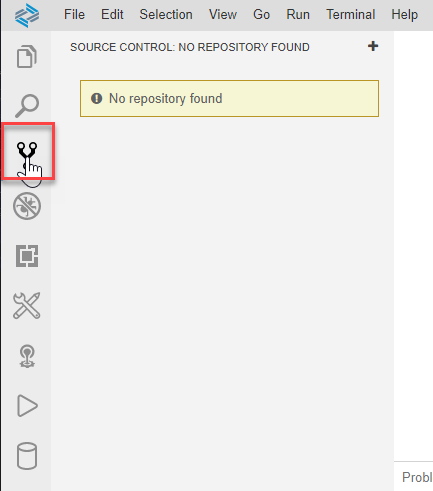 File Edit Selection View Go Run Terminal Help
SOURCE CONTROL: NO REPOSITORY FOUND
No repository found
Probl